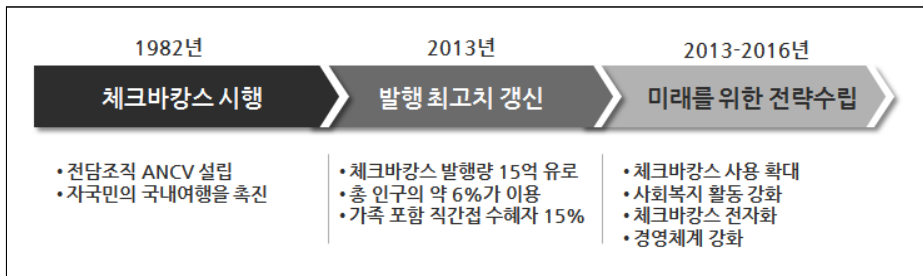 1982년
체크바캉스 시행
• 전담조직 ANCV 설립
• 자국민의 국내여행을 촉진
2013년
발행 최고치 갱신
• 체크바캉스 발행량 15억 유로
• 총 인구의 약 6%가 이용
• 가족 포함 직간접 수혜자 15%
2013-2016년
미래를 위한 전략수립
• 체크바캉스 사용 확대
• 사회복지 활동 강화
• 체크바캉스 전자화
• 경영체계 강화